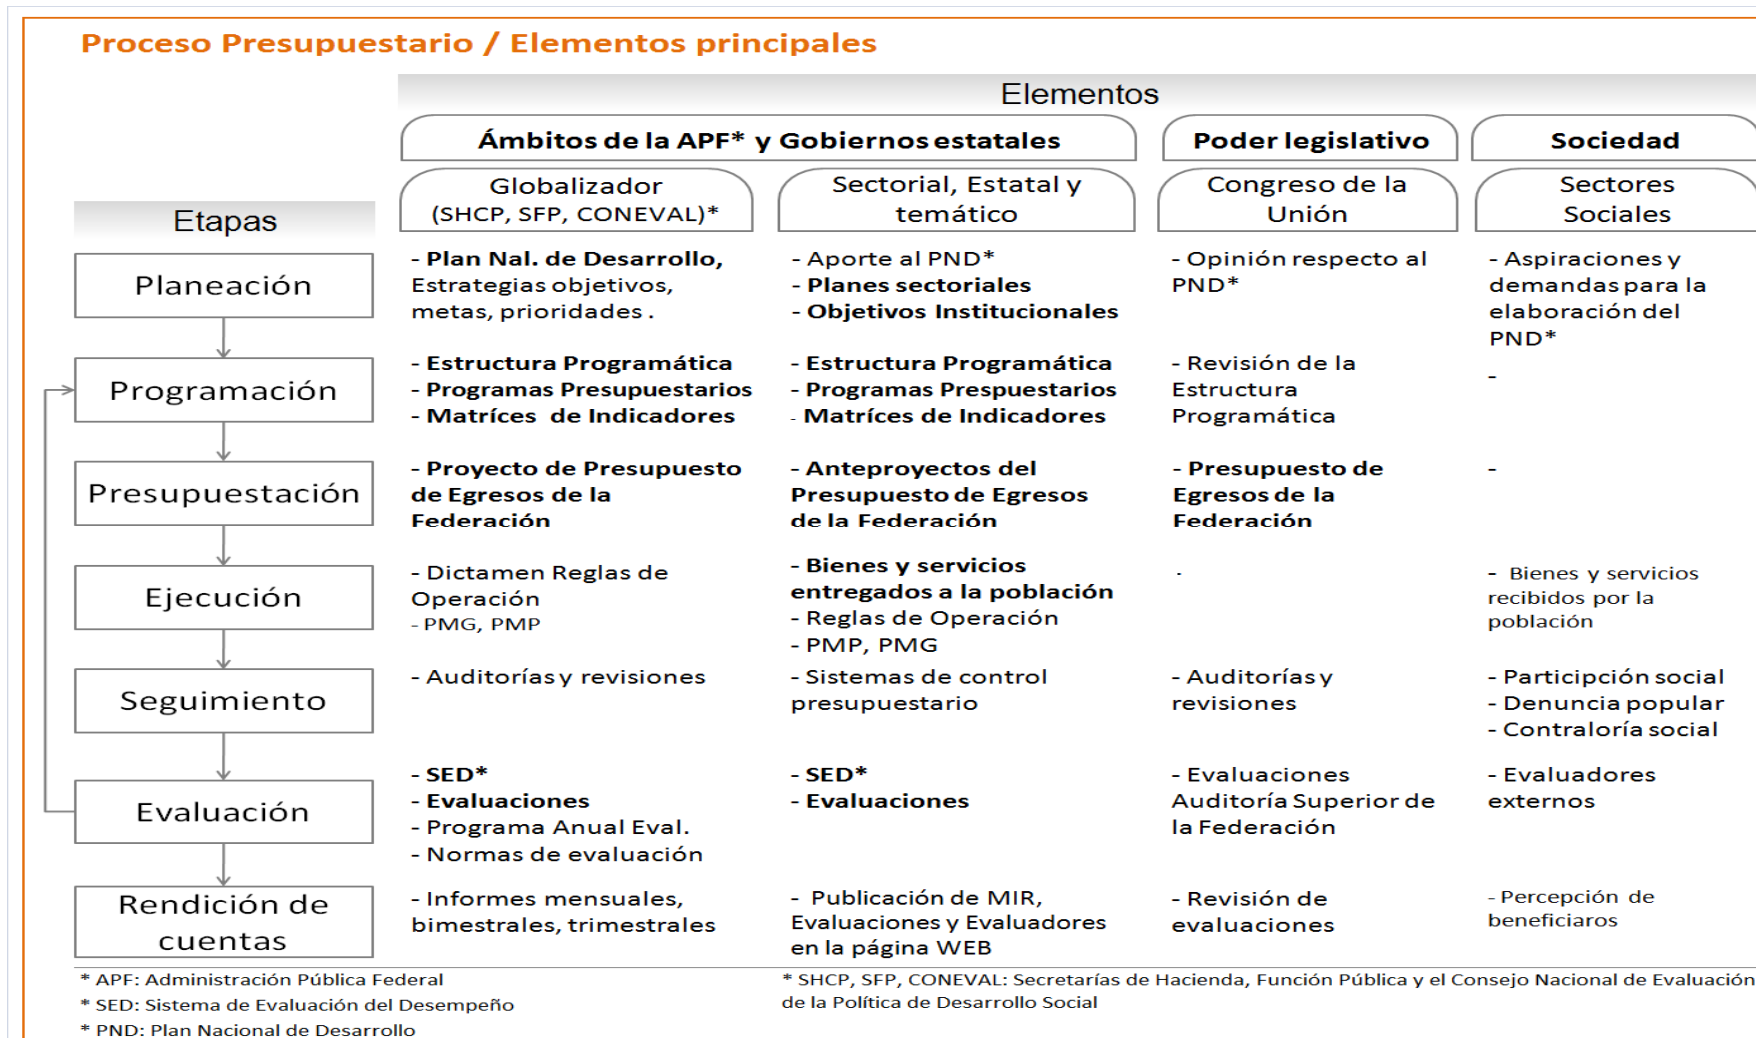 Proceso Presupuestario / Elementos principales
Elementos
Ámbitos de la APF* y Gobiernos estatales
Poder legislativo
Sociedad
Etapas
Globalizador
(SHCP, SFP, CONEVAL)*
Sectorial, Estatal y
temático
Congreso de la
Unión
Sectores
Sociales
Planeación
- Plan Nal. de Desarrollo,
Estrategias objetivos,
metas, prioridades .
- Aporte al PND*
- Planes sectoriales
- Objetivos Institucionales
- Opinión respecto al
PND*
- Aspiraciones y
demandas para la
elaboración del
PND*
Programación
- Estructura Programática
- Programas Presupuestarios
- Matríces de Indicadores
- Estructura Programática
- Programas Prespuestarios
- Matríces de Indicadores
- Revisión de la
Estructura
Programática
-
Presupuestación
- Proyecto de Presupuesto
de Egresos de la
Federación
- Anteproyectos del
Presupuesto de Egresos
de la Federación
- Presupuesto de
Egresos de la
Federación
-
Ejecución
- Dictamen Reglas de
Operación
- PMG, PMP
- Bienes y servicios
entregados a la población
- Reglas de Operación
- PMP, PMG
-
- Bienes y servicios
recibidos por la
población
Seguimiento
- Auditorías y revisiones
- Sistemas de control
presupuestario
- Auditorías y
revisiones
- Participción social
- Denuncia popular
- Contraloría social
Evaluación
- SED*
- Evaluaciones
- Programa Anual Eval.
- Normas de evaluación
- SED*
- Evaluaciones
- Evaluaciones
Auditoría Superior de
la Federación
- Evaluadores
externos
Rendición de
cuentas
- Informes mensuales,
bimestrales, trimestrales
- Publicación de MIR,
Evaluaciones y Evaluadores
en la página WEB
- Revisión de
evaluaciones
- Percepción de
beneficiaros
* APF: Administración Pública Federal
* SED: Sistema de Evaluación del Desempeño
* PND: Plan Nacional de Desarrollo
* SHCP, SFP, CONEVAL: Secretarías de Hacienda, Función Pública y el Consejo Nacional de Evaluación
de la Política de Desarrollo Social